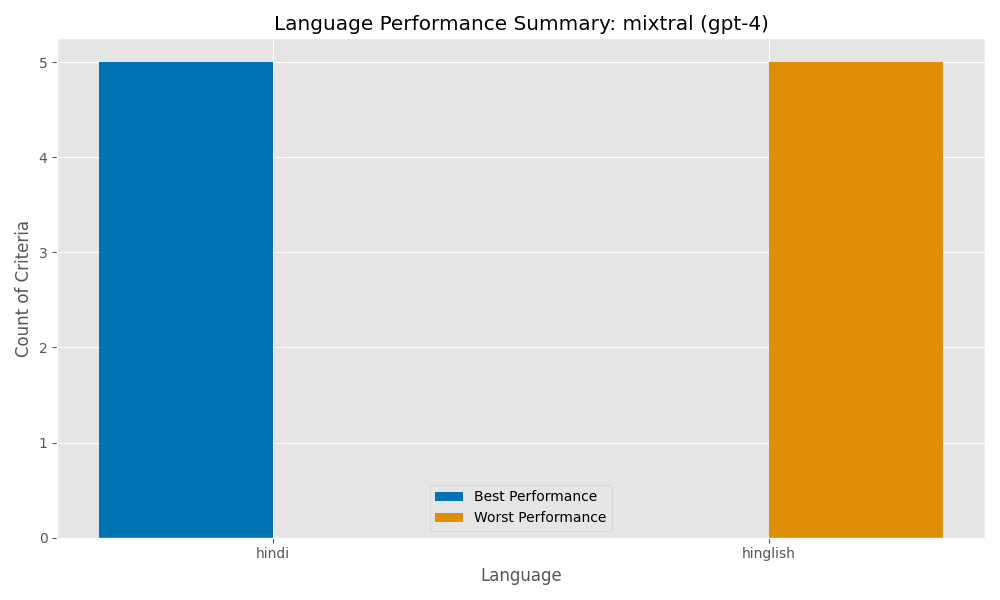 Language Performance Summary: mixtral (gpt-4)
5
4
3
2
1
0
Count of Criteria
Best Performance
Worst Performance
hindi
hinglish
Language